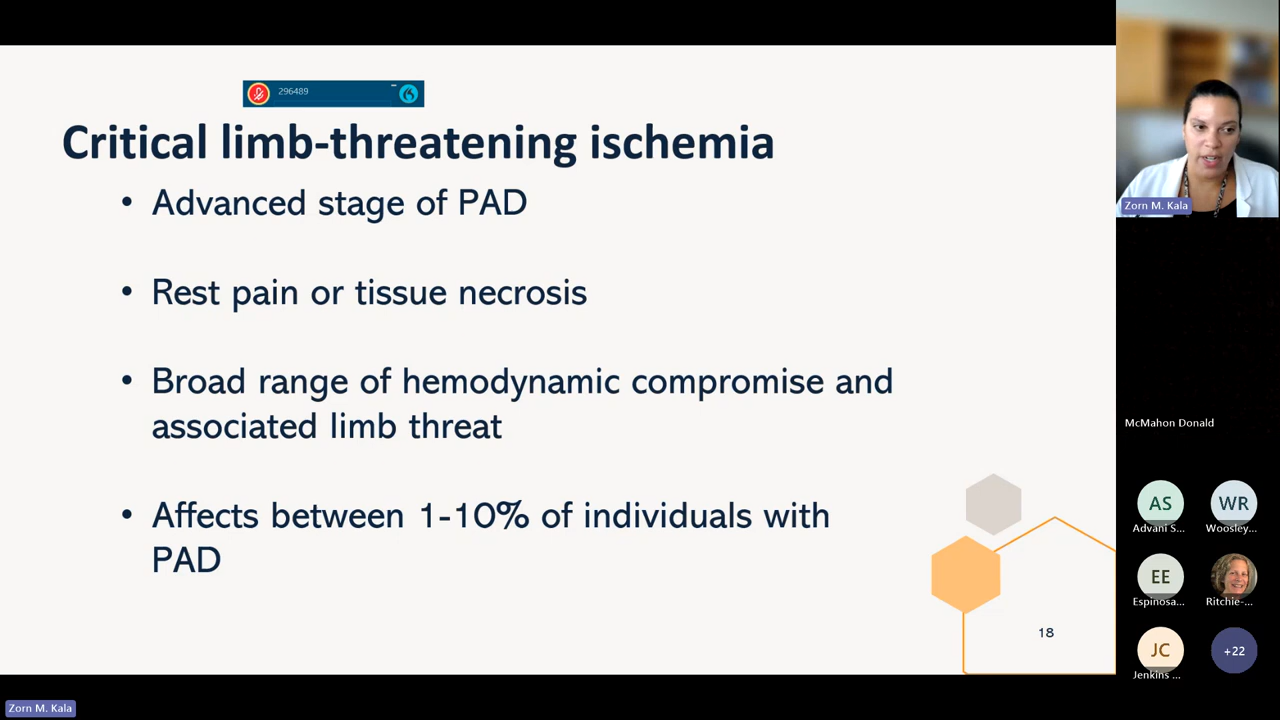 296489
Critical limb-threatening ischemia
• Advanced stage of PAD
• Rest pain or tissue necrosis
• Broad range of hemodynamic compromise and
associated limb threat
• Affects between 1-10% of individuals with
PAD
18
Zorn M. Kala
McMahon Donald
AS
Advani S...
WR
Woosley...
EE
Espinosa...
Ritchie-...
JC
Jenkins ...
+22
Zorn M. Kala